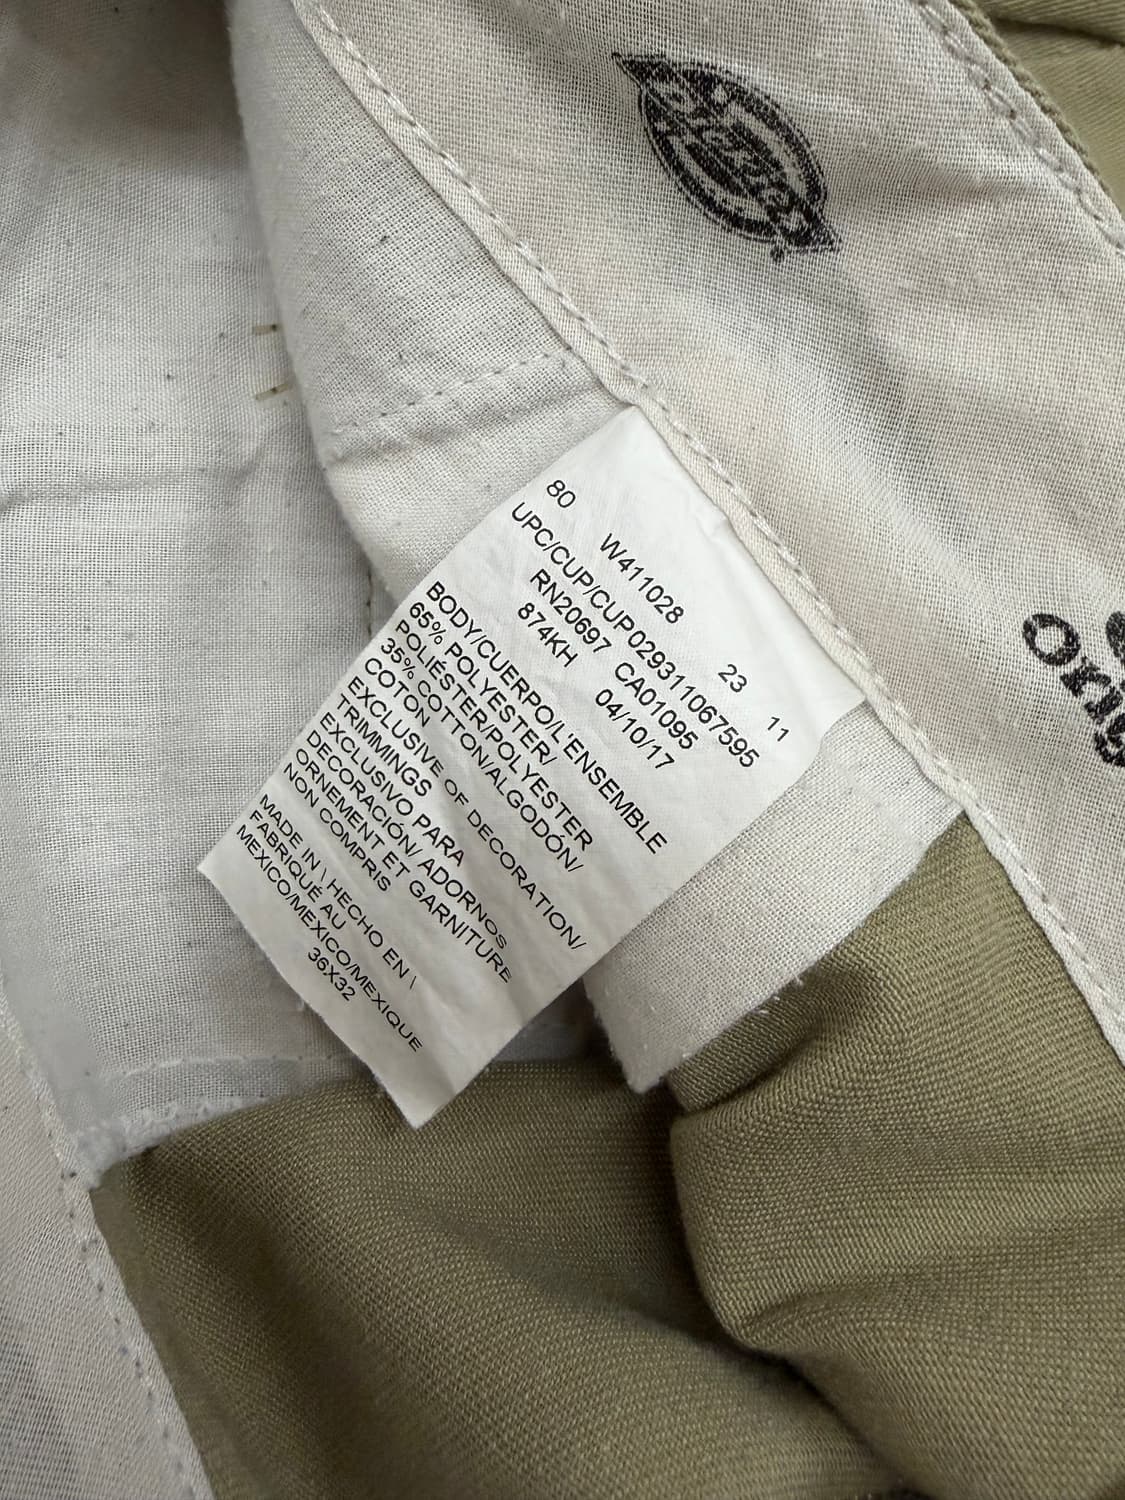 Dickies
Orig
80 W411028 23 11
UPC/CUP/CUP029311067595
RN20697 CA01095
874KH 04/10/17
BODY/CUERPO/L'ENSEMBLE
65% POLYESTER/
POLIÉSTER/POLYESTER
35% COTTON/ALGODÓN/
COTON
EXCLUSIVE OF DECORATION/
TRIMMINGS
EXCLUSIVO PARA
DECORACIÓN/ ADORNOS
ORNEMENT ET GARNITURE
NON COMPRIS
MADE IN \ HECHO EN \
FABRIQUÉ AU
MEXICO/MEXICO/MEXIQUE
36X32